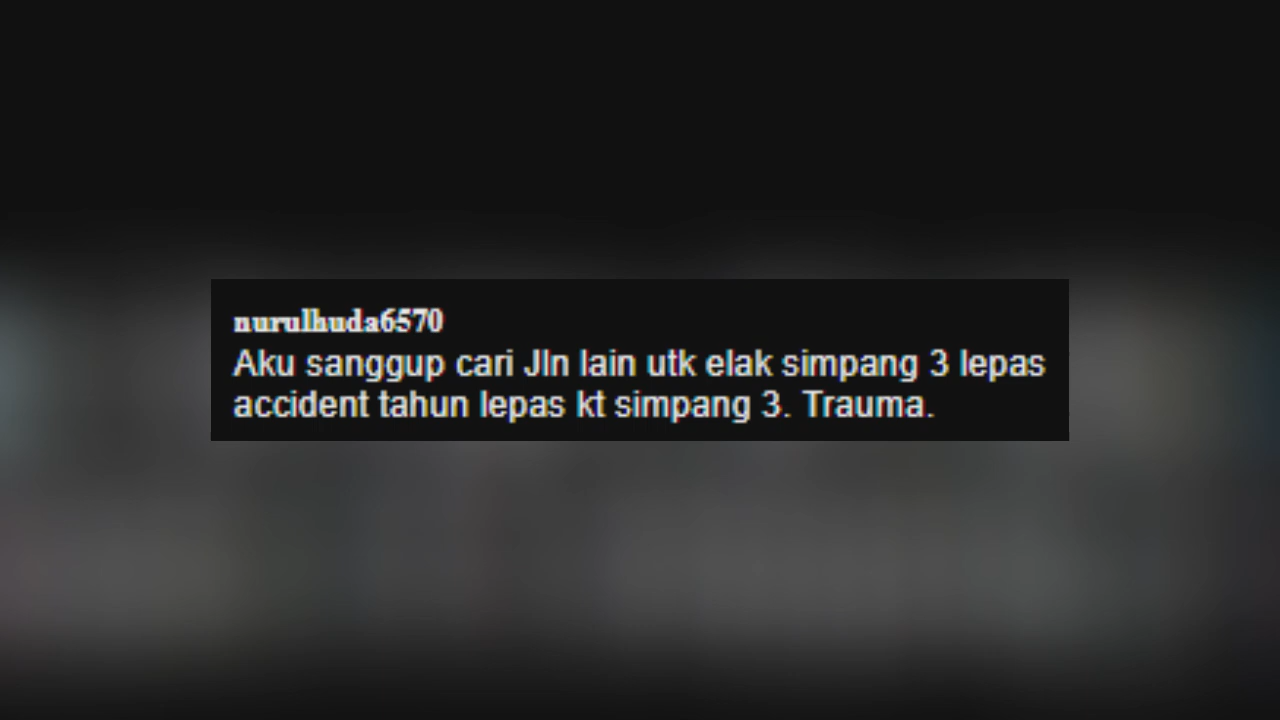 nurulhuda6570
Aku sanggup cari Jln lain utk elak simpang 3 lepas
accident tahun lepas kt simpang 3. Trauma.